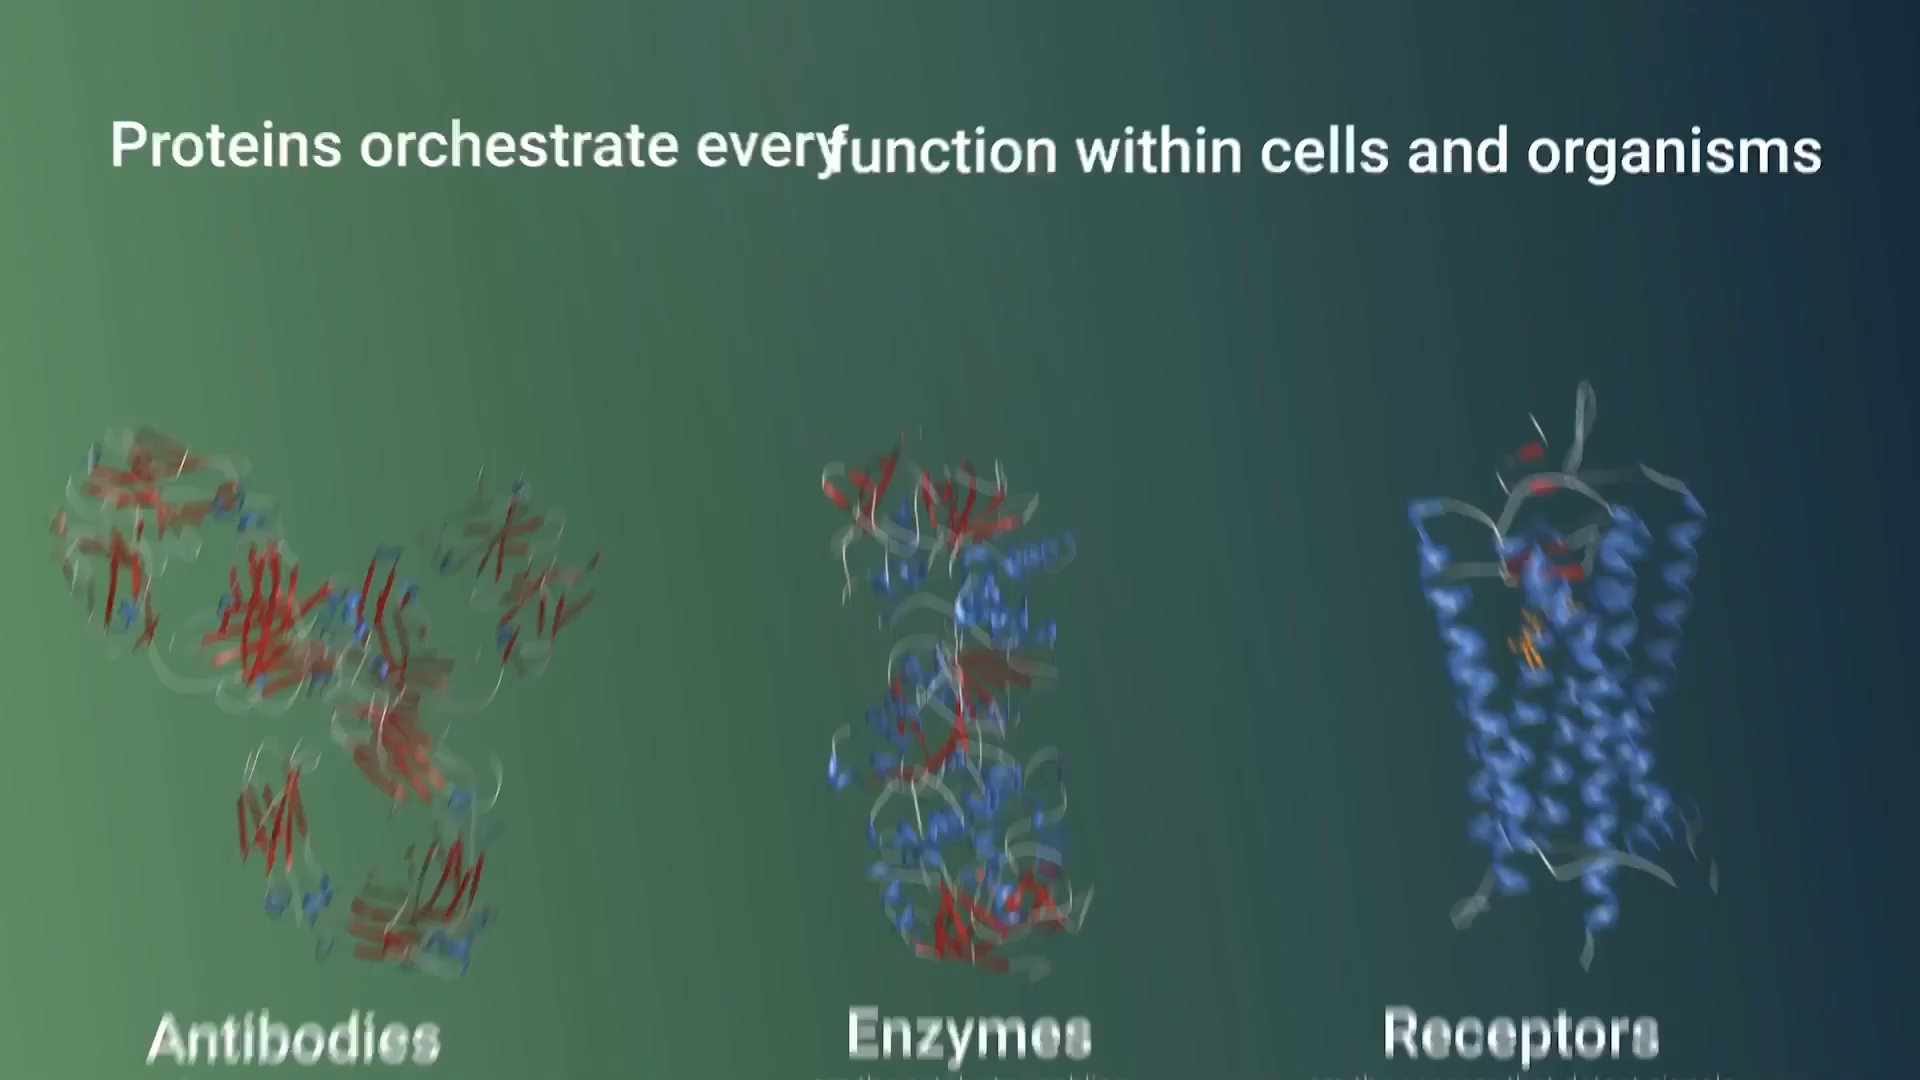 Proteins orchestrate every function within cells and organisms
Antibodies
Enzymes
Receptors